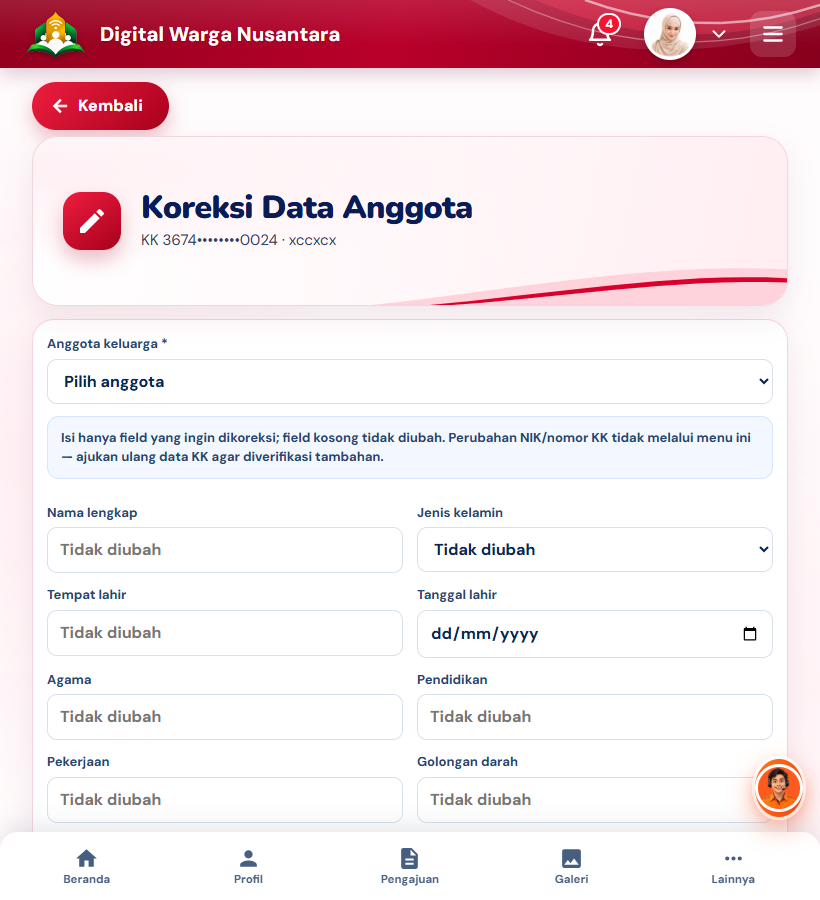 Digital Warga Nusantara
4
Kembali
Koreksi Data Anggota
KK 3674••••••••0024 · xccxcx
Anggota keluarga *
Pilih anggota
Isi hanya field yang ingin dikoreksi; field kosong tidak diubah. Perubahan NIK/nomor KK tidak melalui menu ini
— ajukan ulang data KK agar diverifikasi tambahan.
Nama lengkap
Jenis kelamin
Tidak diubah
Tidak diubah
Tempat lahir
Tanggal lahir
Tidak diubah
dd/mm/yyyy
Agama
Pendidikan
Tidak diubah
Tidak diubah
Pekerjaan
Golongan darah
Tidak diubah
Tidak diubah
Beranda
Profil
Pengajuan
Galeri
Lainnya